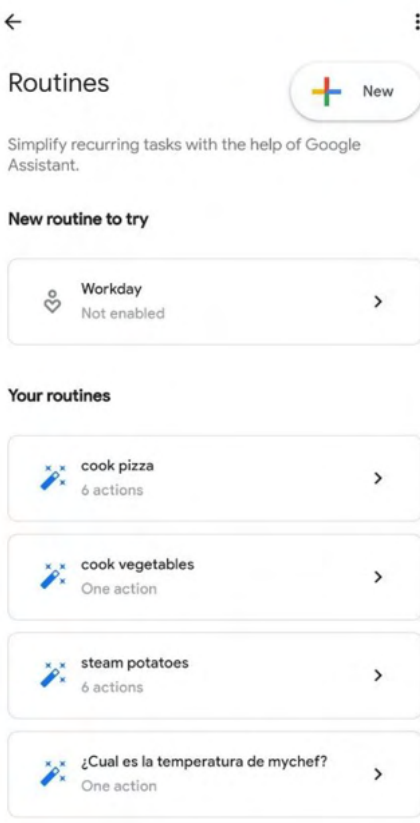 Routines
New
Simplify recurring tasks with the help of Google
Assistant.
New routine to try
Workday
Not enabled
Your routines
cook pizza
6 actions
cook vegetables
One action
steam potatoes
6 actions
¿Cual es la temperatura de mychef?
One action